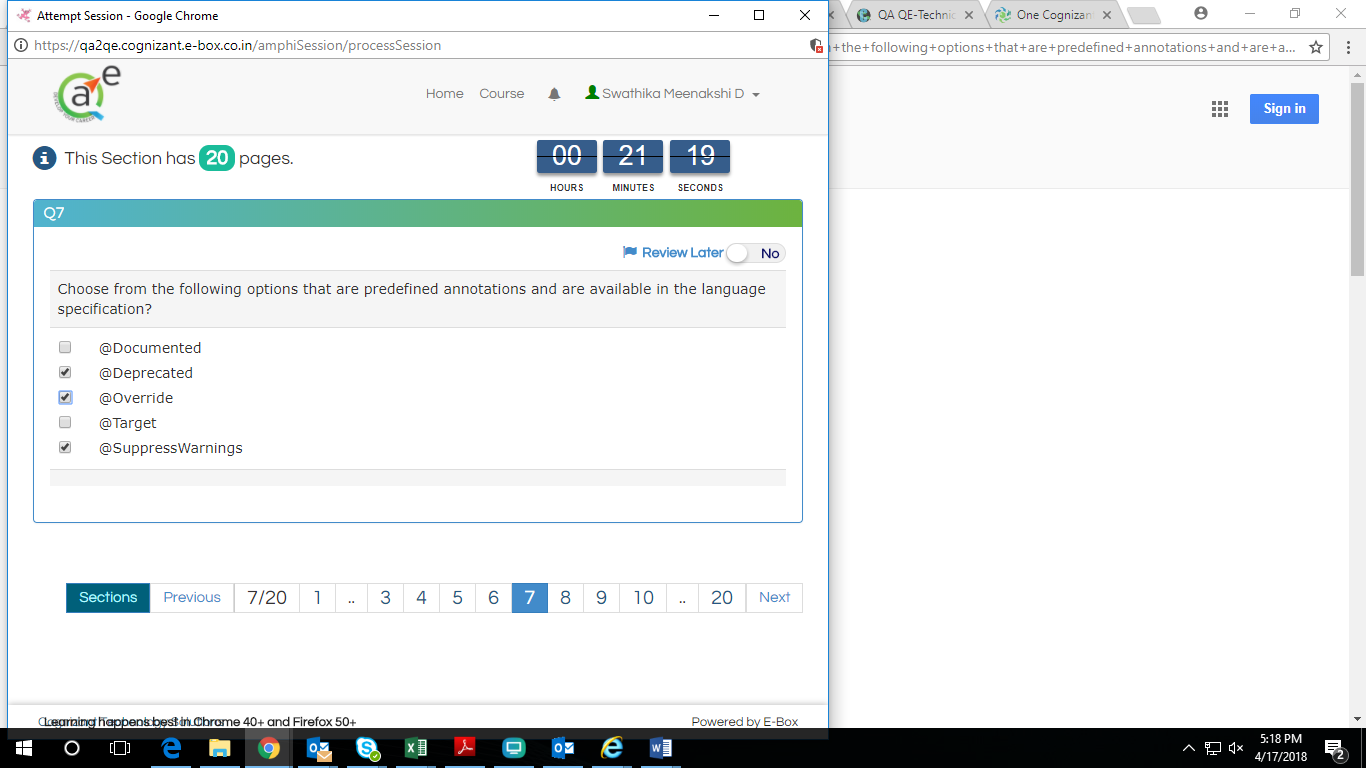 Attempt Session - Google Chrome
QA QE-Technic
One Cognizan
https://qa2qe.cognizant.e-box.co.in/amphiSession/processSession
+the+following+options+that+are+predefined+annotations+and+are+a...
a e
Home Course Swathika Meenakshi D
Sign in
This Section has 20 pages.
00 21 19
HOURS MINUTES SECONDS
Q7
Review Later No
Choose from the following options that are predefined annotations and are available in the language
specification?
@Documented
@Deprecated
@Override
@Target
@SuppressWarnings
Sections Previous 7/20 1 .. 3 4 5 6 7 8 9 10 .. 20 Next
Learning happens best in Chrome 40+ and Firefox 50+
Powered by E-Box
5:18 PM
4/17/2018
2